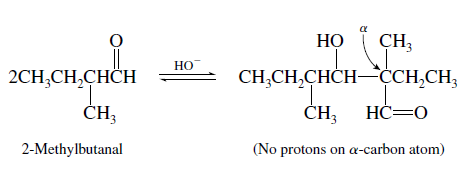 O HO α CH₃
2CH₃CH₂CHCH HO⁻ CH₃CH₂CHCH—CCH₂CH₃
CH₃ CH₃ HC=O
2-Methylbutanal (No protons on α-carbon atom)